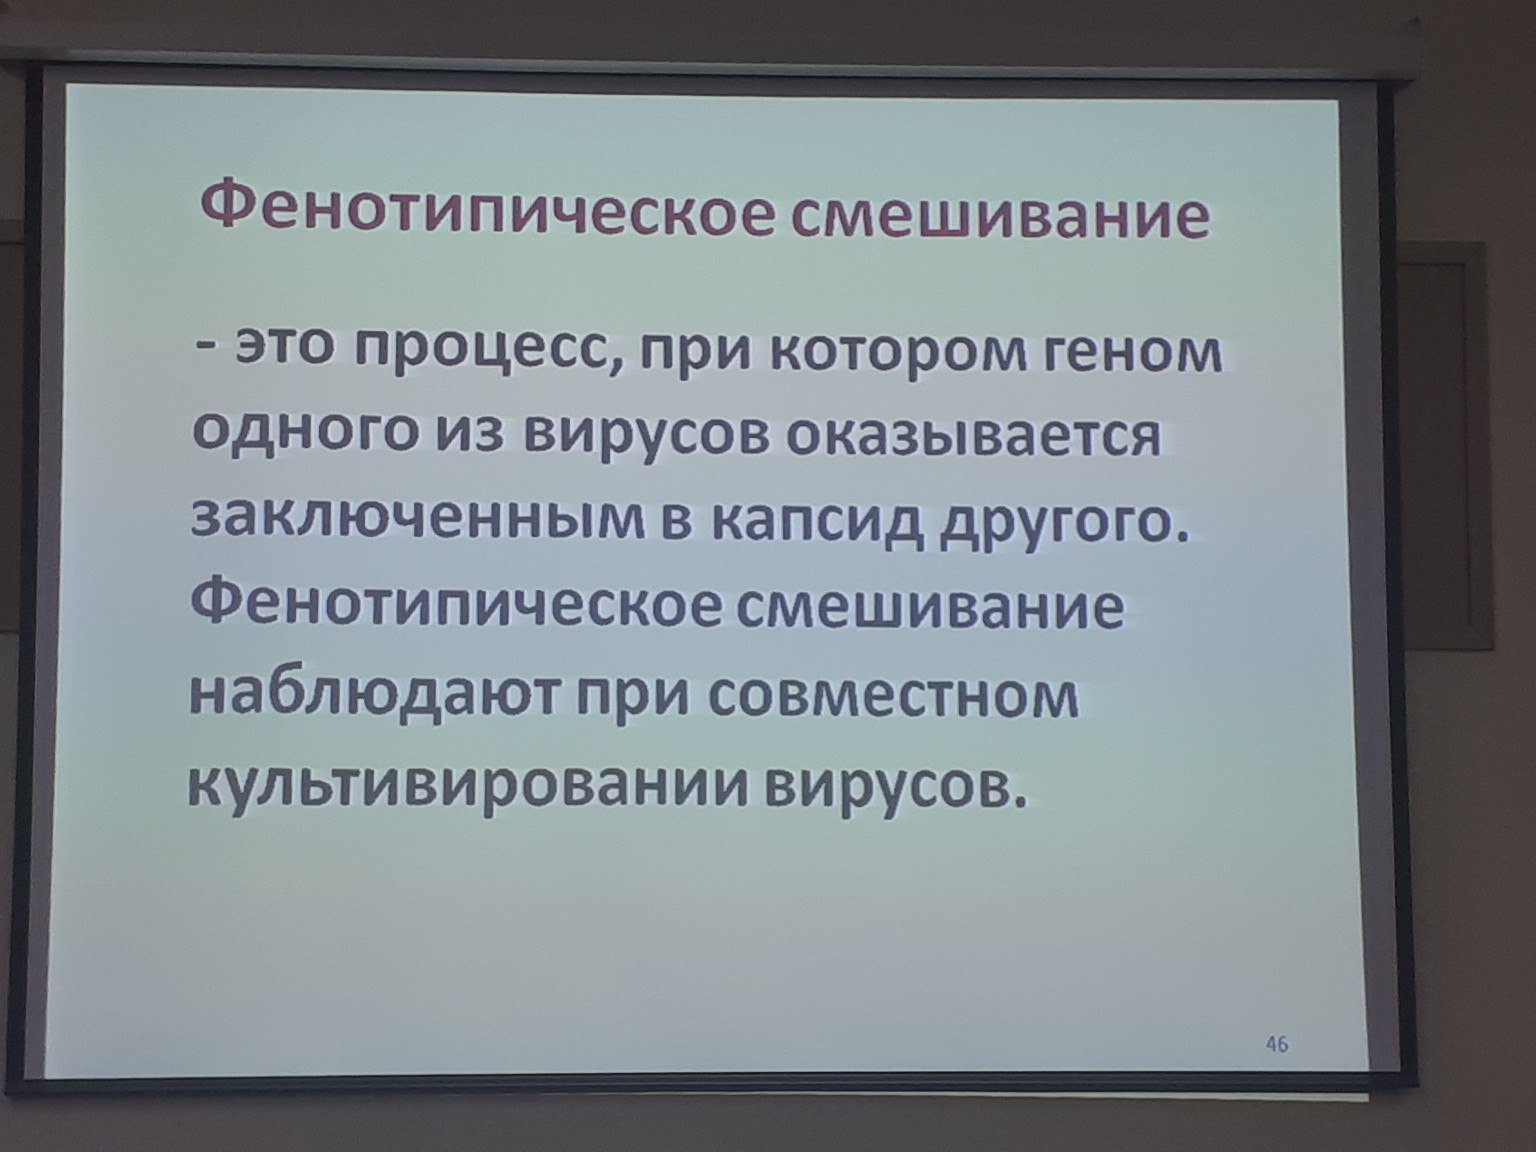 Фенотипическое смешивание
- это процесс, при котором геном
одного из вирусов оказывается
заключенным в капсид другого.
Фенотипическое смешивание
наблюдают при совместном
культивировании вирусов.
46